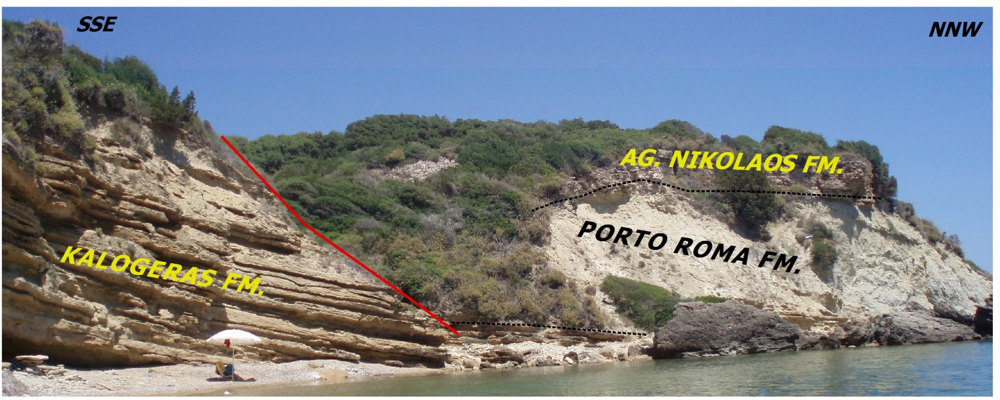 SSE
NNW
AG. NIKOLAOS FM.
PORTO ROMA FM.
KALOGERAS FM.